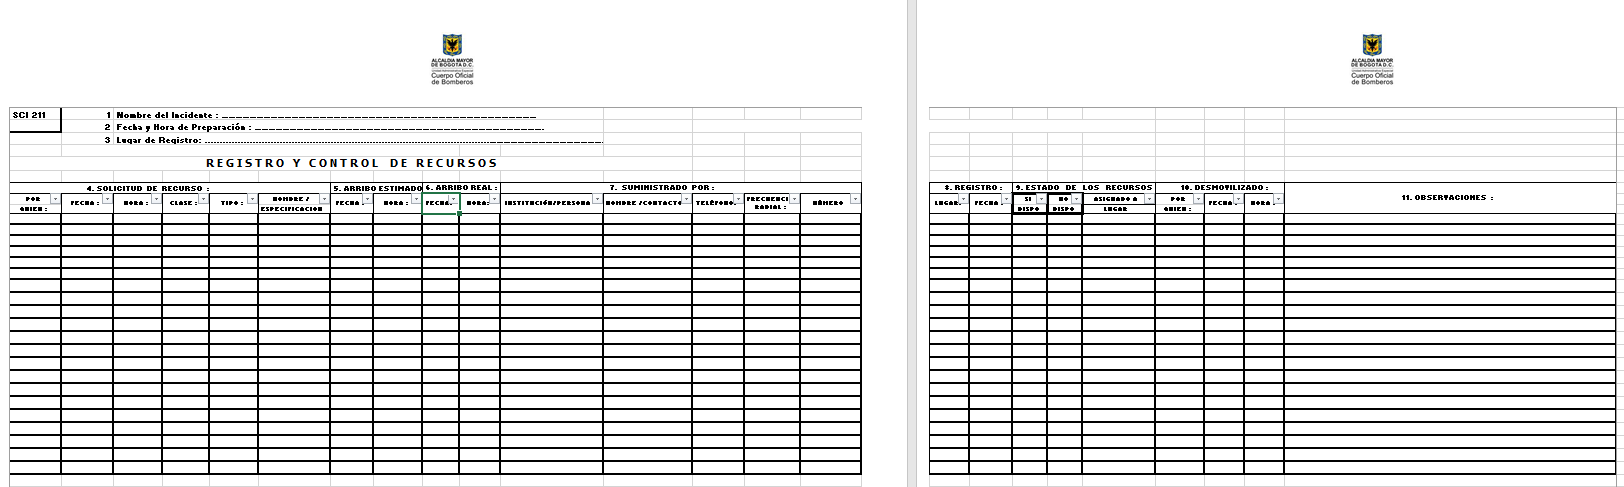 ALCALDIA MAYOR
DE BOGOTA D.C.
Cuerpo Oficial
de Bomberos
SCI 211
1 Nombre del Incidente :
2 Fecha y Hora de Preparación :
3 Lugar de Registro:
REGISTRO Y CONTROL DE RECURSOS
4. SOLICITUD DE RECURSO : 5. ARRIBO ESTIMADO 6. ARRIBO REAL : 7. SUMINISTRADO POR :
POR QUIEN : FECHA : HORA : CLASE : TIPO : NOMBRE / ESPECIFICACION FECHA : HORA : FECHA: HORA: INSTITUCIÓN/PERSONA NOMBRE /CONTACTO TELÉFONO. FRECUENCI RADIAL : NÚMERO
ALCALDIA MAYOR
DE BOGOTA D.C.
Cuerpo Oficial
de Bomberos
8. REGISTRO : 9. ESTADO DE LOS RECURSOS 10. DESMOVILIZADO : 11. OBSERVACIONES :
LUGAR. FECHA SI DISPO NO DISPO ASIGNADO A LUGAR POR QUIEN : FECHA HORA